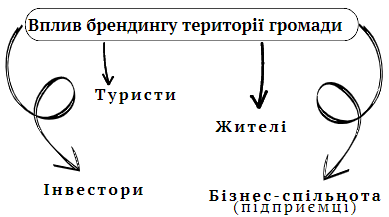 Вплив брендингу території громади
Туристи
Жителі
Інвестори
Бізнес-спільнота
(підприємці)